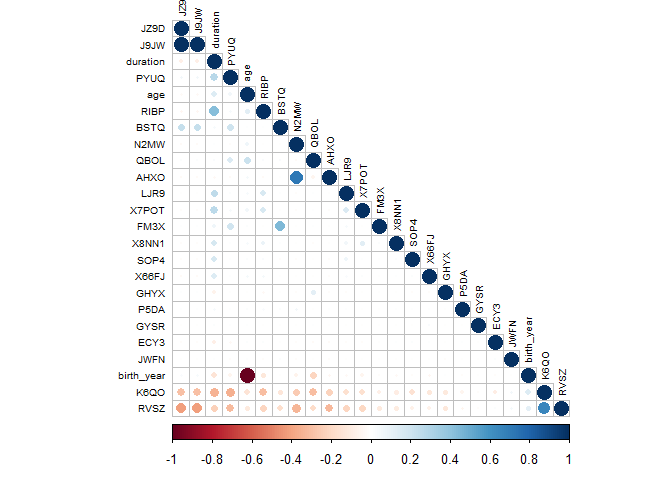 JZ9D
J9JW
duration
PYUQ
age
RIBP
BSTQ
N2MW
QBOL
AHXO
LJR9
X7POT
FM3X
X8NN1
SOP4
X66FJ
GHYX
P5DA
GYSR
ECY3
JWFN
birth_year
K6QO
RVSZ
J9JW
duration
PYUQ
age
RIBP
BSTQ
N2MW
QBOL
AHXO
LJR9
X7POT
FM3X
X8NN1
SOP4
X66FJ
GHYX
P5DA
GYSR
ECY3
JWFN
birth_year
K6QO
RVSZ
-1 -0.8 -0.6 -0.4 -0.2 0 0.2 0.4 0.6 0.8 1